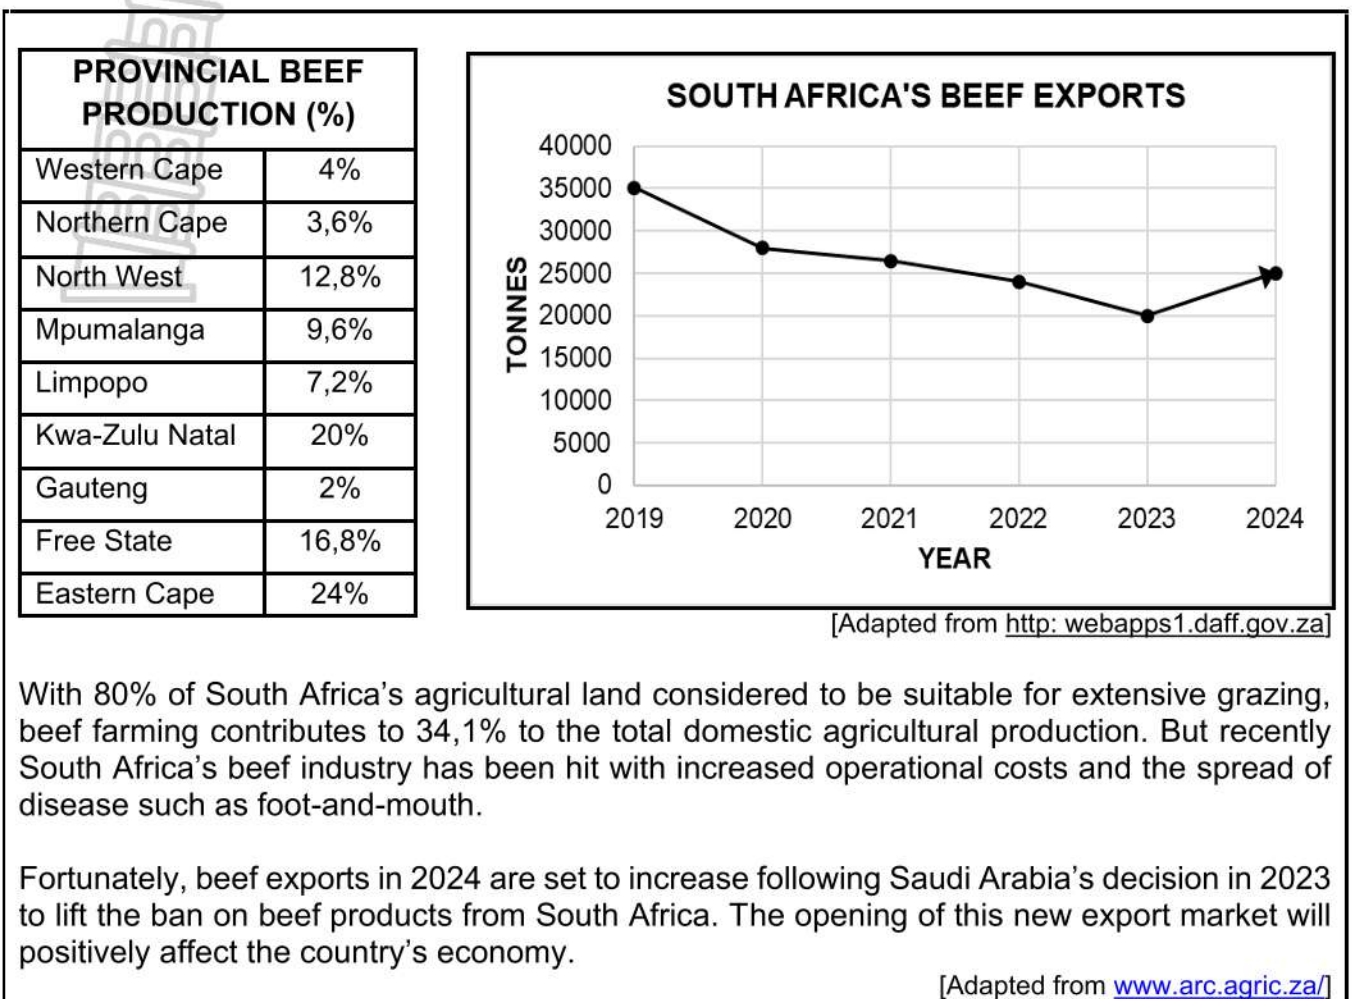 PROVINCIAL BEEF
PRODUCTION (%)
Western Cape 4%
Northern Cape 3,6%
North West 12,8%
Mpumalanga 9,6%
Limpopo 7,2%
Kwa-Zulu Natal 20%
Gauteng 2%
Free State 16,8%
Eastern Cape 24%
SOUTH AFRICA'S BEEF EXPORTS
TONNES
40000
35000
30000
25000
20000
15000
10000
5000
0
2019 2020 2021 2022 2023 2024
YEAR
[Adapted from http: webapps1.daff.gov.za]
With 80% of South Africa’s agricultural land considered to be suitable for extensive grazing,
beef farming contributes to 34,1% to the total domestic agricultural production. But recently
South Africa’s beef industry has been hit with increased operational costs and the spread of
disease such as foot-and-mouth.
Fortunately, beef exports in 2024 are set to increase following Saudi Arabia’s decision in 2023
to lift the ban on beef products from South Africa. The opening of this new export market will
positively affect the country’s economy.
[Adapted from www.arc.agric.za/]